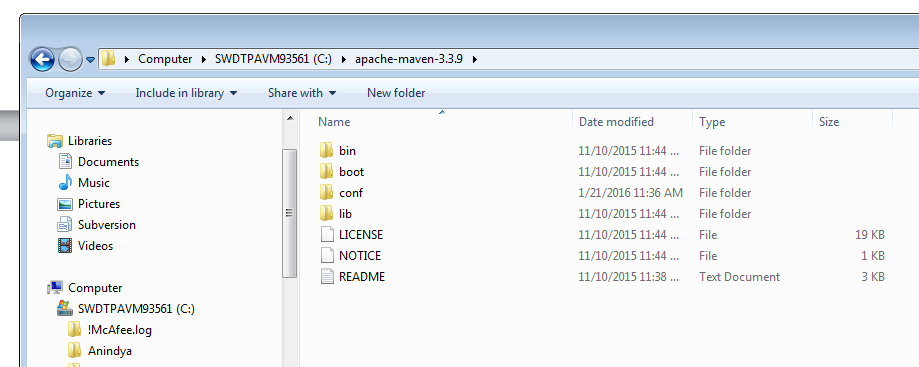 Computer SWDTPAVM93561 (C:) apache-maven-3.3.9
Organize Include in library Share with New folder
Name Date modified Type Size
Libraries
Documents
Music
Pictures
Subversion
Videos
Computer
SWDTPAVM93561 (C:)
!McAfee.log
Anindya
bin 11/10/2015 11:44 ... File folder
boot 11/10/2015 11:44 ... File folder
conf 1/21/2016 11:36 AM File folder
lib 11/10/2015 11:44 ... File folder
LICENSE 11/10/2015 11:44 ... File 19 KB
NOTICE 11/10/2015 11:44 ... File 1 KB
README 11/10/2015 11:38 ... Text Document 3 KB